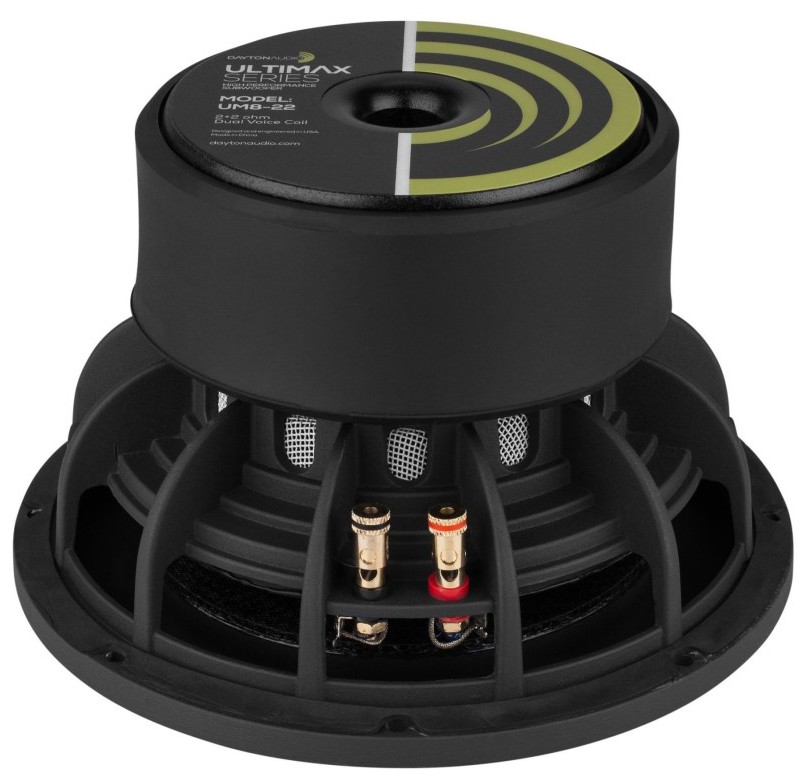 DAYTONAUDIO
ULTIMAX
SERIES
HIGH PERFORMANCE
SUBWOOFER
MODEL:
UM8-22
2+2 ohm
Dual Voice Coil
Designed and engineered in USA
Made in China
daytonaudio.com